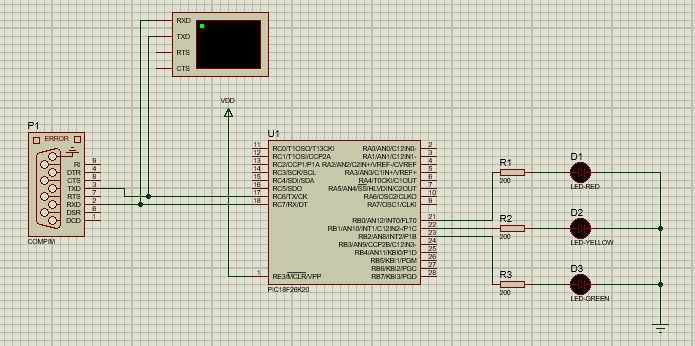 RXD
TXD
RTS
CTS
VDD
P1
ERROR
RI 9
DTR 4
CTS 8
TXD 3
RTS 7
RXD 2
DSR 6
DCD 1
COMPIM
U1
11 RC0/T1OSO/T13CKI RA0/AN0/C12IN0- 2
12 RC1/T1OSI/CCP2A RA1/AN1/C12IN1- 3
13 RC2/CCP1/P1A RA2/AN2/C2IN+/VREF-/CVREF 4
14 RC3/SCK/SCL RA3/AN3/C1IN+/VREF+ 5
15 RC4/SDI/SDA RA4/T0CKI/C1OUT 6
16 RC5/SDO RA5/AN4/SS/HLVDIN/C2OUT 7
17 RC6/TX/CK RA6/OSC2/CLKO 10
18 RC7/RX/DT RA7/OSC1/CLKI 9
RB0/AN12/INT0/FLT0 21
RB1/AN10/INT1/C12IN2-/P1C 22
RB2/AN8/INT2/P1B 23
RB3/AN9/CCP2B/C12IN3- 24
RB4/AN11/KBI0/P1D 25
RB5/KBI1/PGM 26
RB6/KBI2/PGC 27
1 RE3/MCLR/VPP RB7/KBI3/PGD 28
PIC18F26K20
R1
200
D1
LED-RED
R2
200
D2
LED-YELLOW
R3
200
D3
LED-GREEN